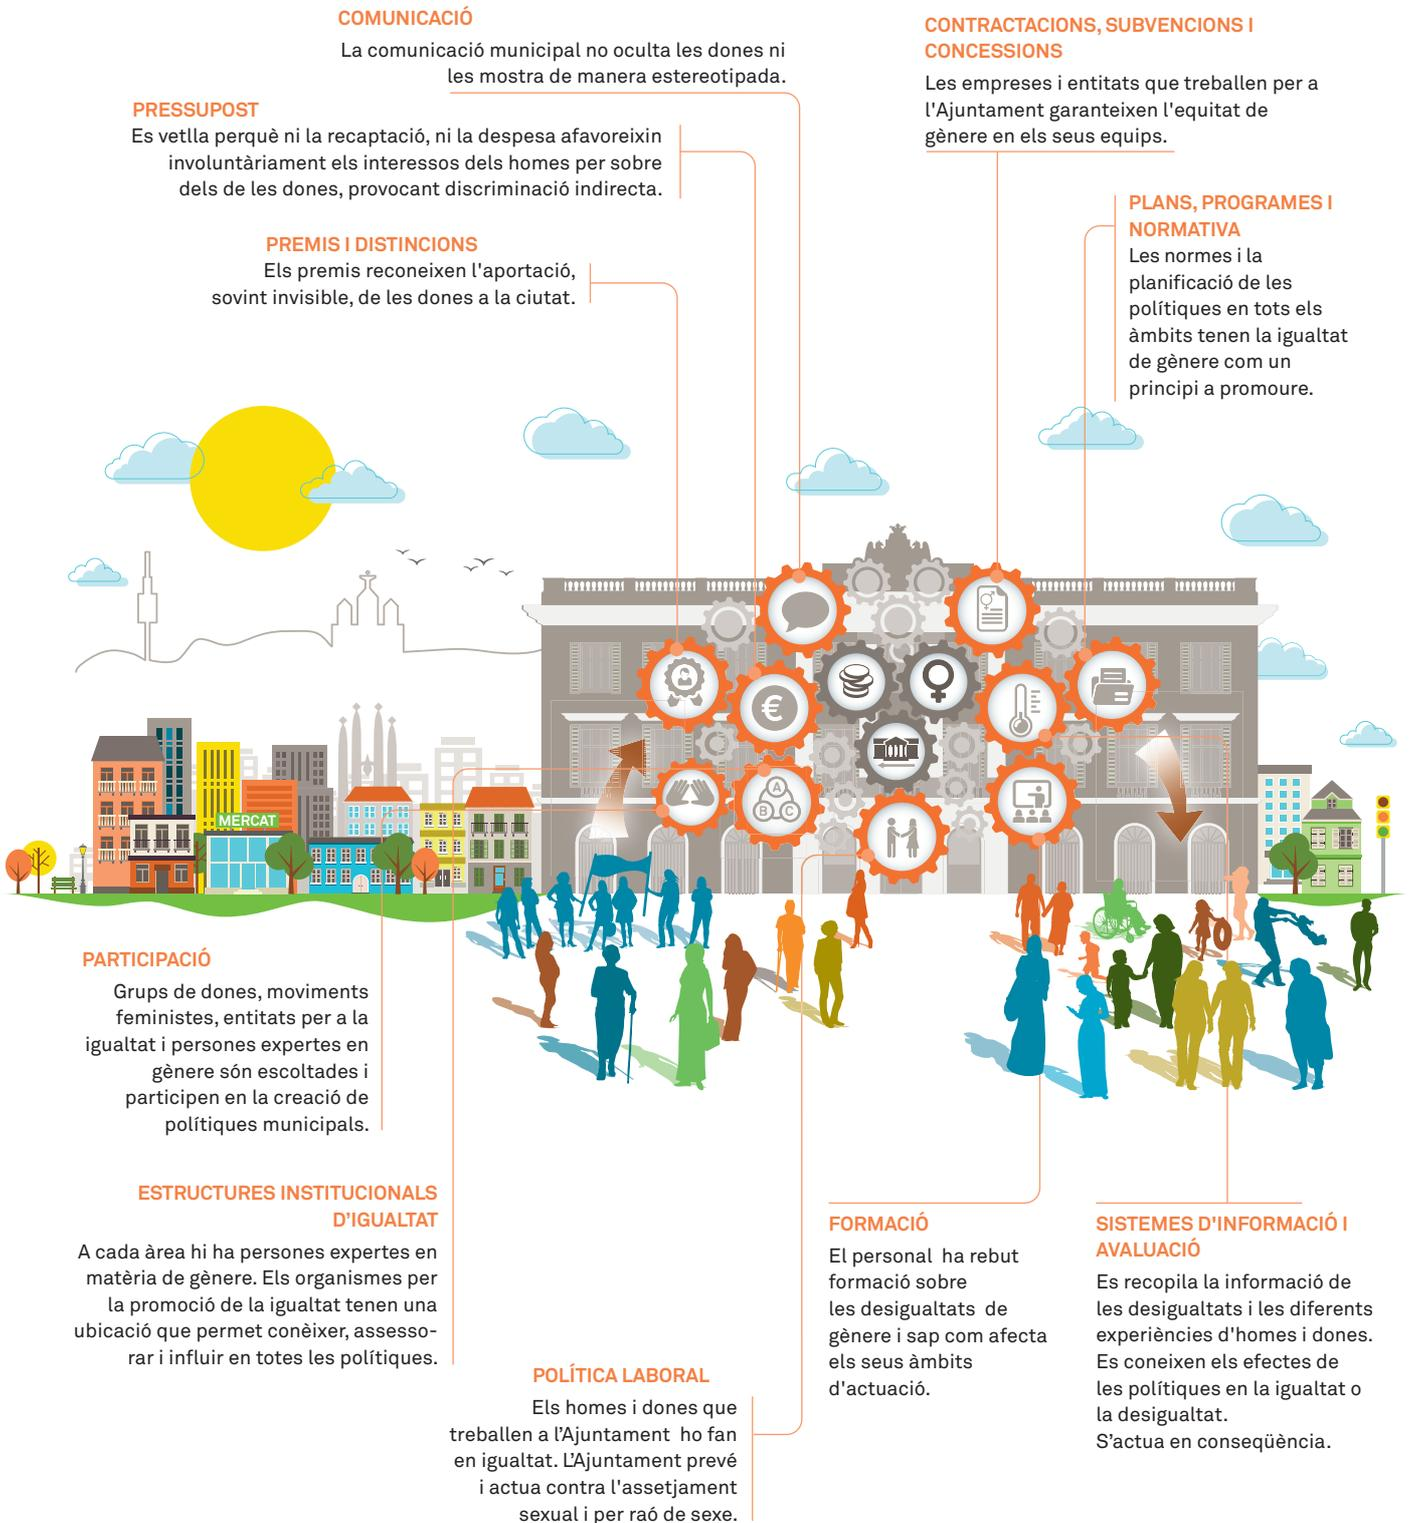 COMUNICACIÓ
La comunicació municipal no oculta les dones ni
les mostra de manera estereotipada.
CONTRACTACIONS, SUBVENCIONS I
CONCESSIONS
Les empreses i entitats que treballen per a
l'Ajuntament garanteixen l'equitat de
gènere en els seus equips.
PRESSUPOST
Es vetlla perquè ni la recaptació, ni la despesa afavoreixin
involuntàriament els interessos dels homes per sobre
dels de les dones, provocant discriminació indirecta.
PLANS, PROGRAMES I
NORMATIVA
Les normes i la
planificació de les
polítiques en tots els
àmbits tenen la igualtat
de gènere com un
principi a promoure.
PREMIS I DISTINCIONS
Els premis reconeixen l'aportació,
sovint invisible, de les dones a la ciutat.
€
A
B C
MERCAT
PARTICIPACIÓ
Grups de dones, moviments
feministes, entitats per a la
igualtat i persones expertes en
gènere són escoltades i
participen en la creació de
polítiques municipals.
ESTRUCTURES INSTITUCIONALS
D’IGUALTAT
A cada àrea hi ha persones expertes en
matèria de gènere. Els organismes per
la promoció de la igualtat tenen una
ubicació que permet conèixer, assesso-
rar i influir en totes les polítiques.
POLÍTICA LABORAL
Els homes i dones que
treballen a l’Ajuntament ho fan
en igualtat. L’Ajuntament prevé
i actua contra l'assetjament
sexual i per raó de sexe.
FORMACIÓ
El personal ha rebut
formació sobre
les desigualtats de
gènere i sap com afecta
els seus àmbits
d'actuació.
SISTEMES D'INFORMACIÓ I
AVALUACIÓ
Es recopila la informació de
les desigualtats i les diferents
experiències d'homes i dones.
Es coneixen els efectes de
les polítiques en la igualtat o
la desigualtat.
S’actua en conseqüència.